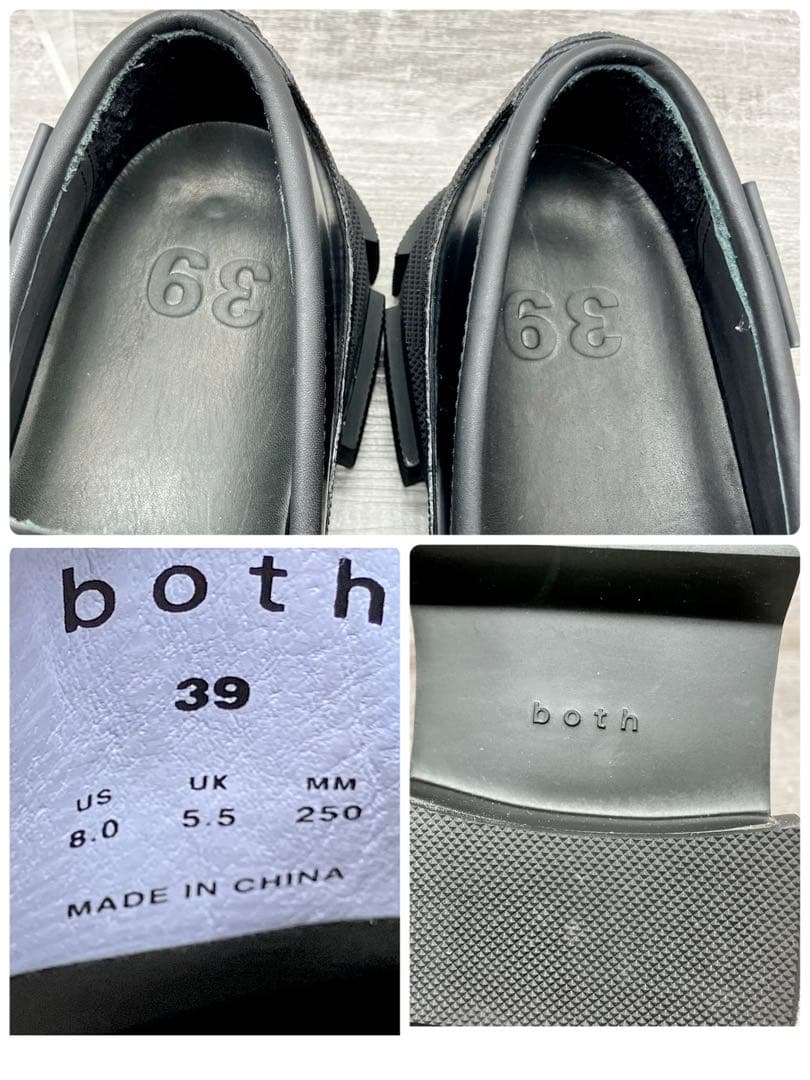 39
39
both
39
US UK MM
8.0 5.5 250
MADE IN CHINA
both